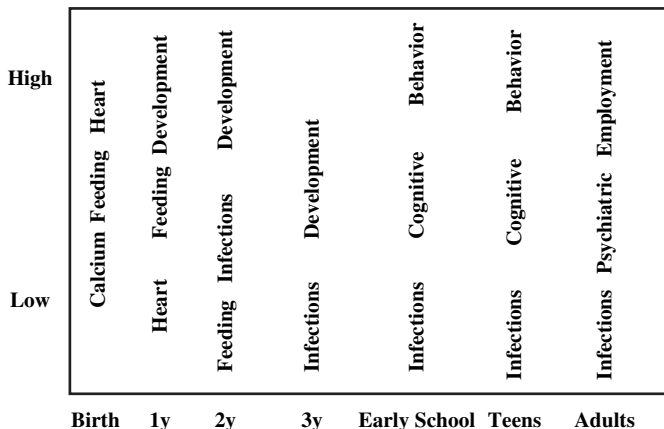 High
Low
Calcium Feeding Heart
Heart Feeding Development
Feeding Infections Development
Infections Development
Infections Cognitive Behavior
Infections Cognitive Behavior
Infections Psychiatric Employment
Birth 1y 2y 3y Early School Teens Adults